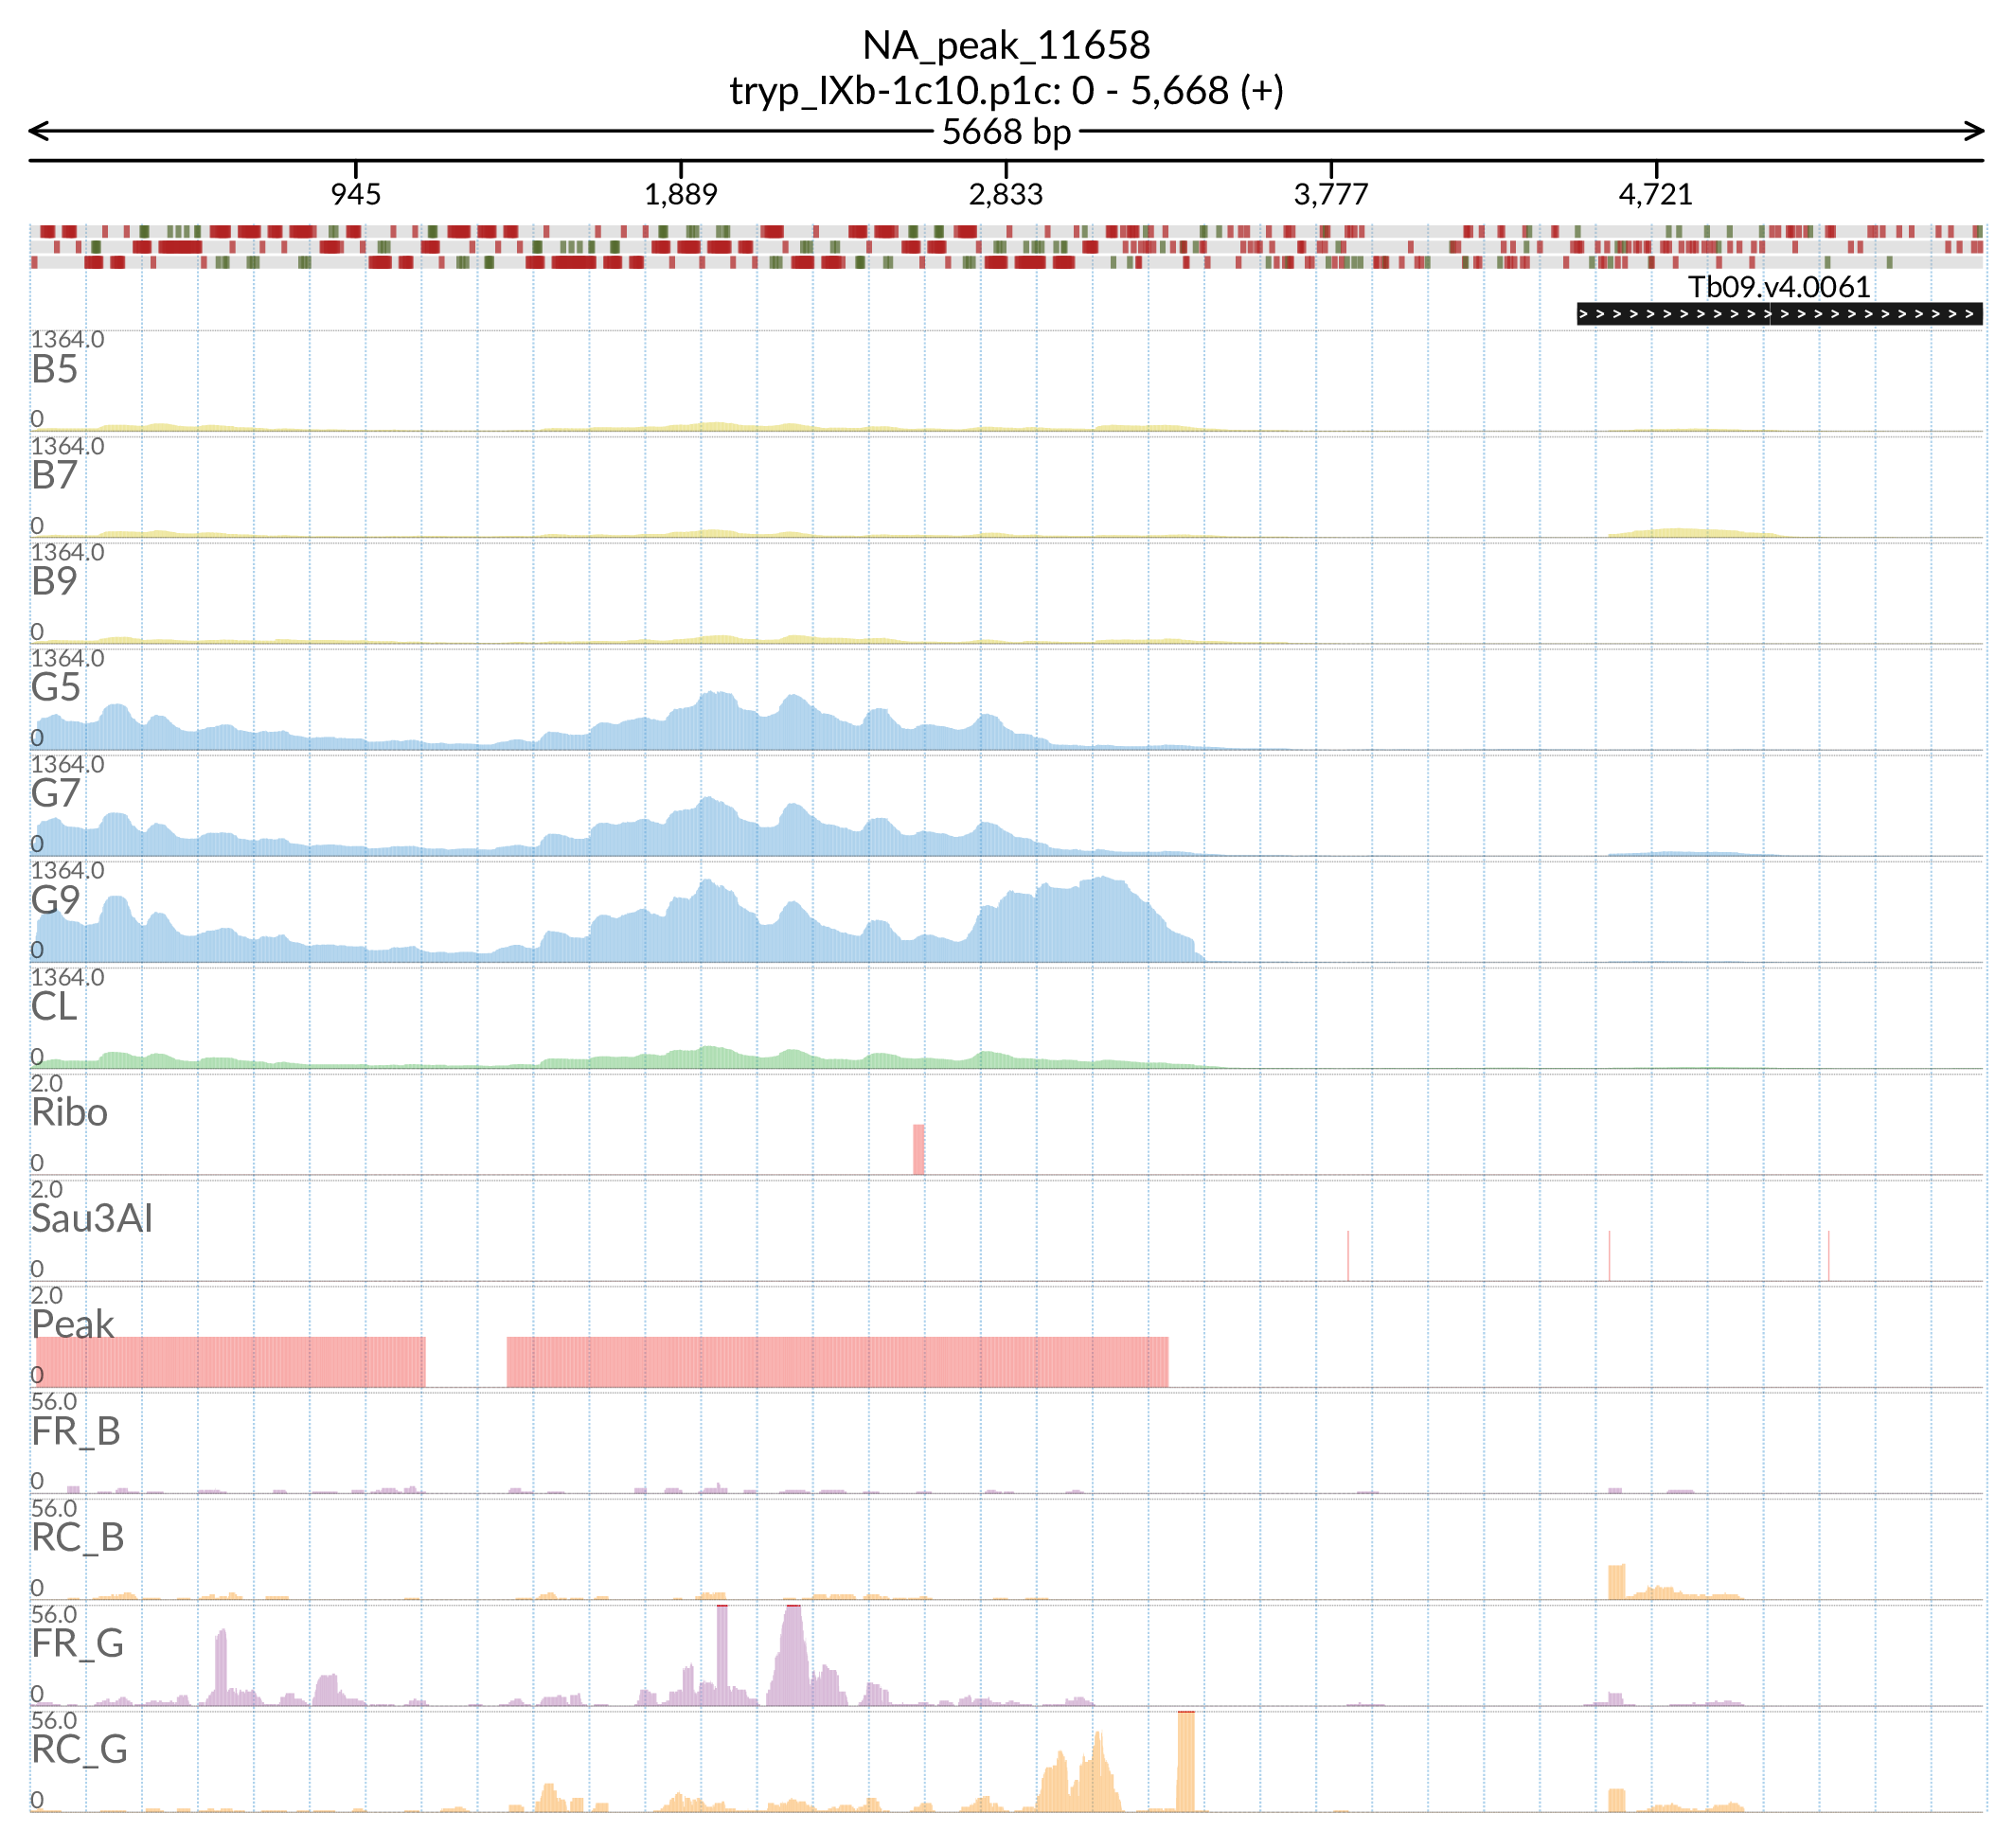 NA_peak_11658
tryp_IXb-1c10.p1c: 0 - 5,668 (+)
5668 bp
945 1,889 2,833 3,777 4,721
Tb09.v4.0061
1364.0
B5
0
1364.0
B7
0
1364.0
B9
0
1364.0
G5
0
1364.0
G7
0
1364.0
G9
0
1364.0
CL
0
2.0
Ribo
0
2.0
Sau3AI
0
2.0
Peak
0
56.0
FR_B
0
56.0
RC_B
0
56.0
FR_G
0
56.0
RC_G
0